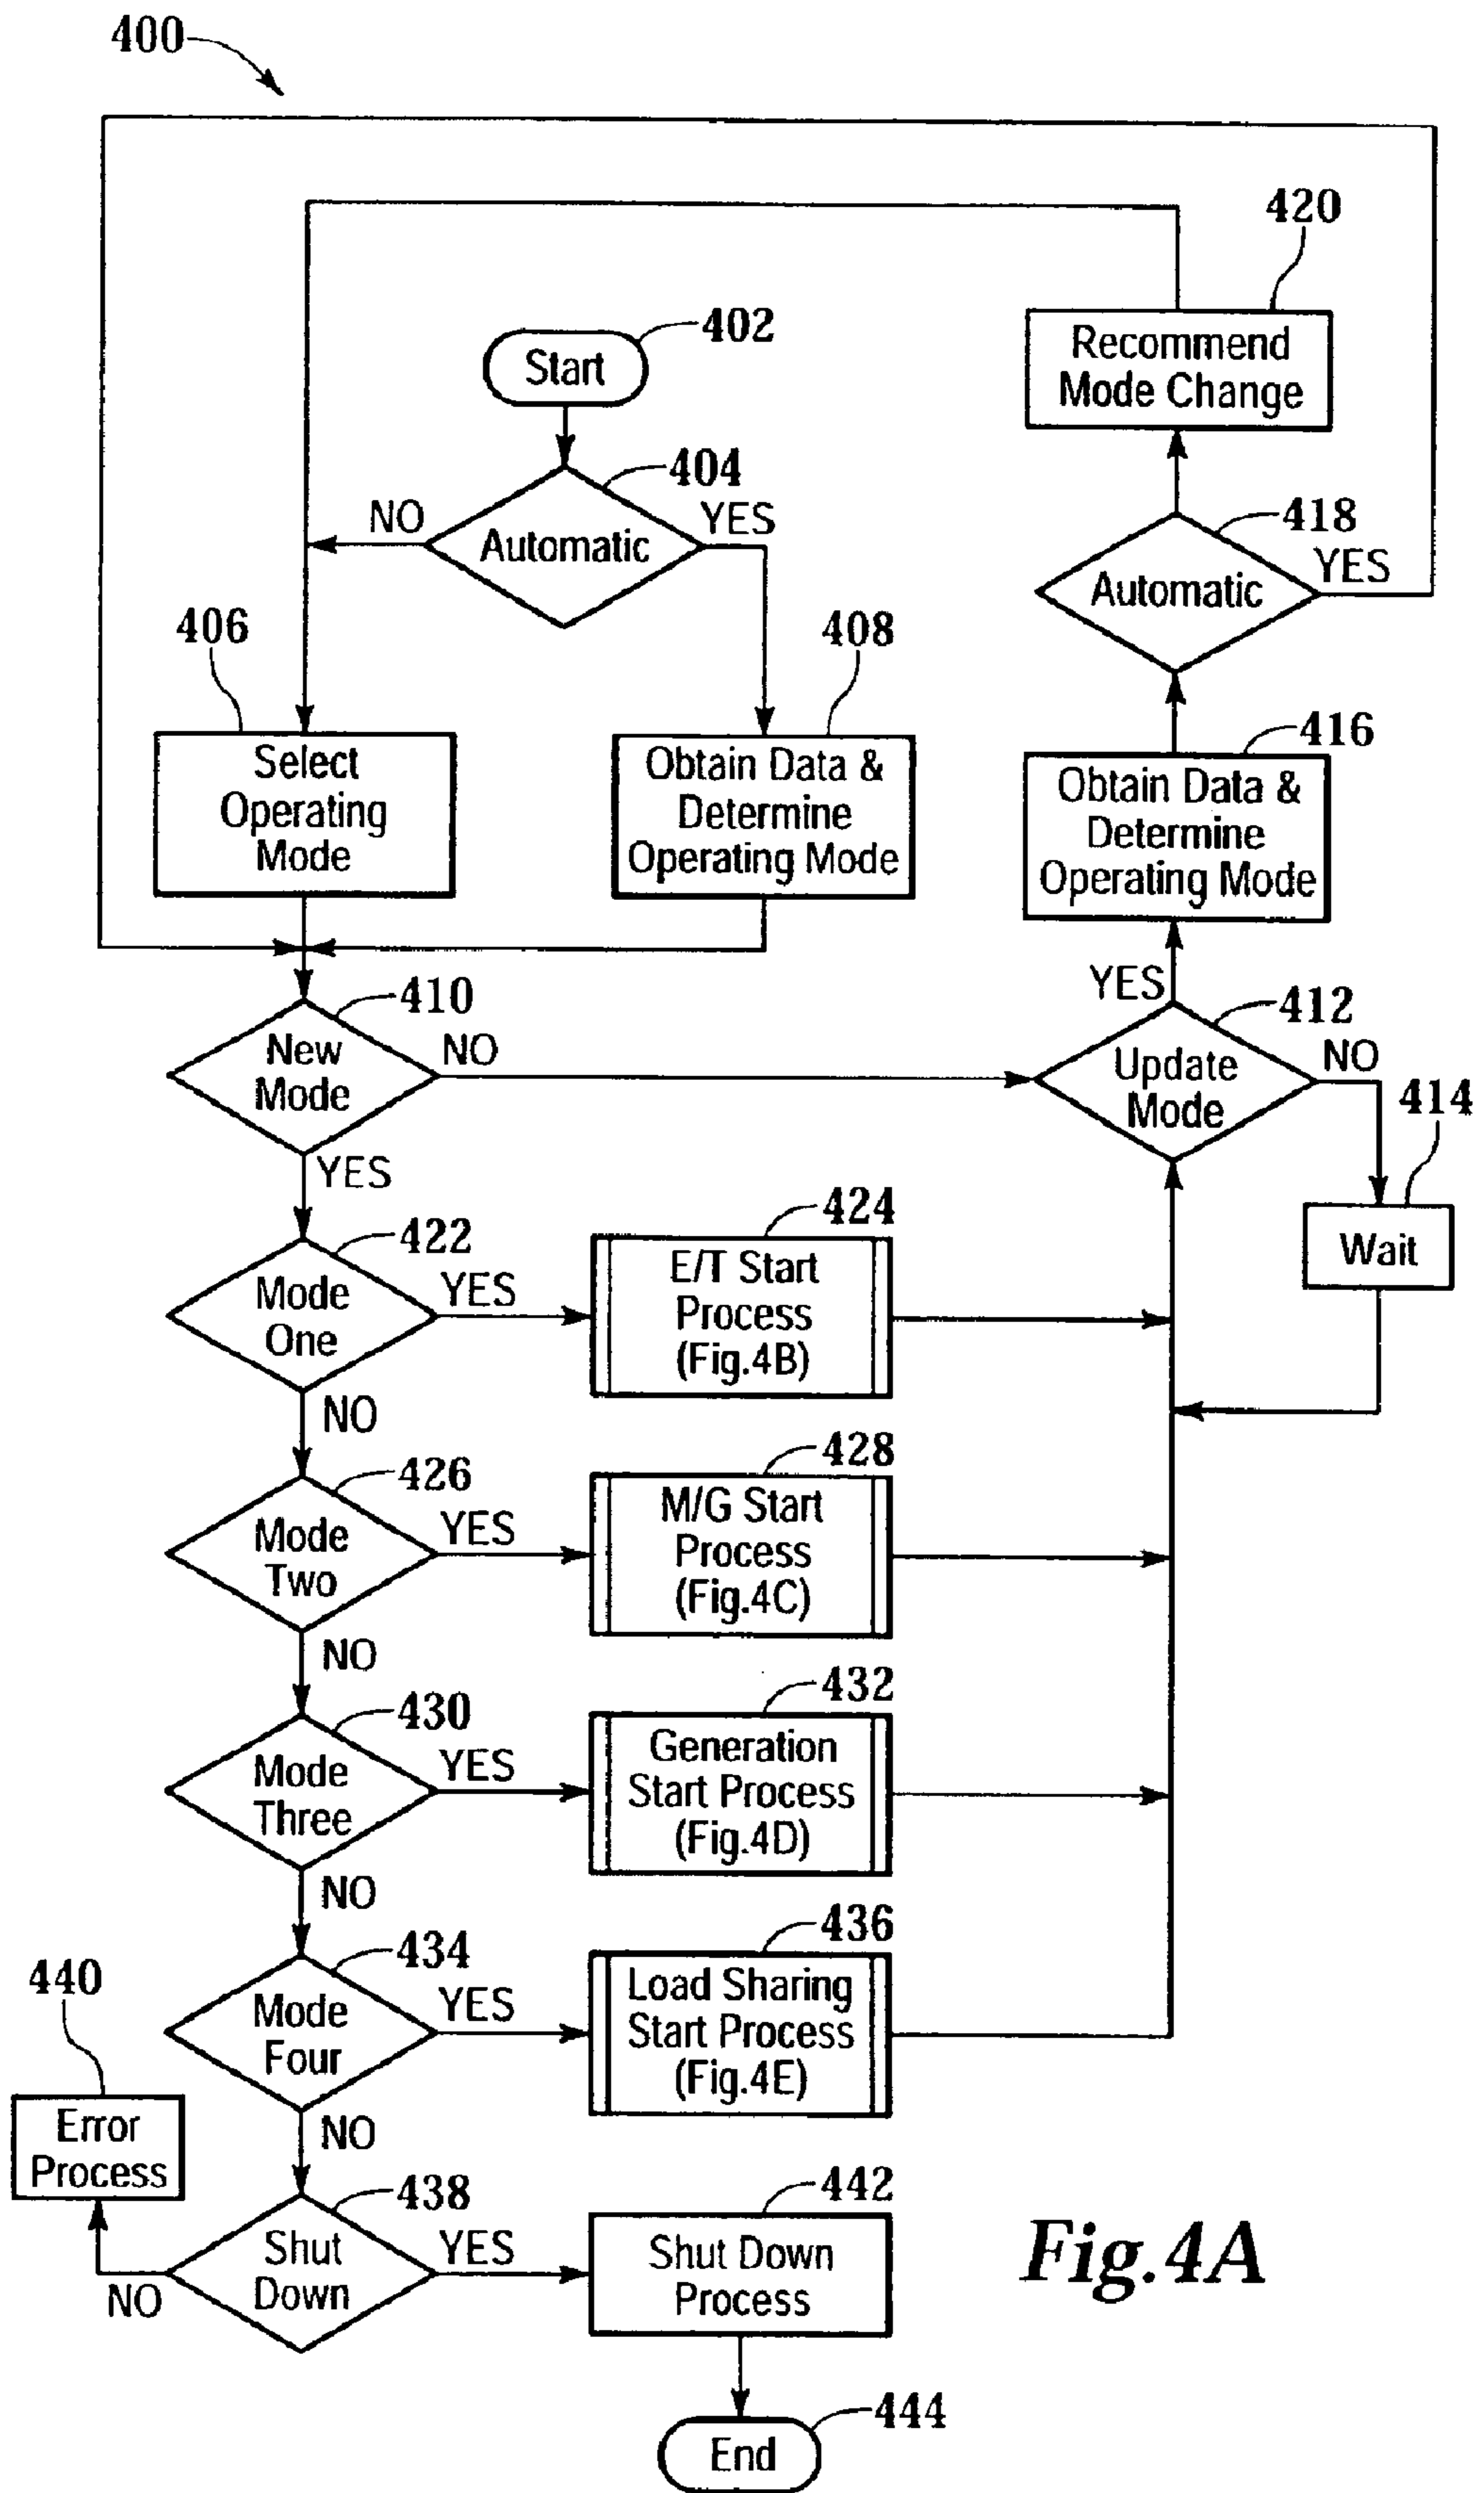 400
420
Recommend
Mode Change
402
Start
404
NO
YES
Automatic
418
YES
Automatic
406
408
Select
Operating
Mode
Obtain Data &
Determine
Operating Mode
416
Obtain Data &
Determine
Operating Mode
410
New
Mode
NO
YES
YES
412
Update
Mode
NO
414
Wait
422
Mode
One
YES
NO
424
E/T Start
Process
(Fig.4B)
426
Mode
Two
YES
NO
428
M/G Start
Process
(Fig.4C)
430
Mode
Three
YES
NO
432
Generation
Start Process
(Fig.4D)
434
Mode
Four
YES
NO
436
Load Sharing
Start Process
(Fig.4E)
440
Error
Process
438
Shut
Down
NO
YES
442
Shut Down
Process
444
End
Fig.4A